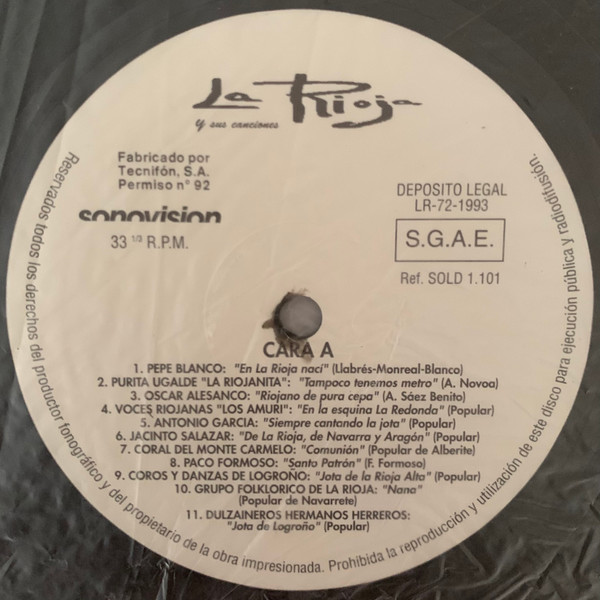 La Rioja
Y sus canciones
Fabricado por
Tecnifón, S.A.
Permiso nº 92
sonovision
33 1/3 R.P.M.
DEPOSITO LEGAL
LR-72-1993
S.G.A.E.
Ref. SOLD 1.101
CARA A
1. PEPE BLANCO: "En La Rioja nací" (Llabrés-Monreal-Blanco)
2. PURITA UGALDE "LA RIOJANITA": "Tampoco tenemos metro" (A. Novoa)
3. OSCAR ALESANCO: "Riojano de pura cepa" (A. Sáez Benito)
4. VOCES RIOJANAS "LOS AMURI": "En la esquina La Redonda" (Popular)
5. ANTONIO GARCIA: "Siempre cantando la jota" (Popular)
6. JACINTO SALAZAR: "De La Rioja, de Navarra y Aragón" (Popular)
7. CORAL DEL MONTE CARMELO: "Comunión" (Popular de Alberite)
8. PACO FORMOSO: "Santo Patrón" (F. Formoso)
9. COROS Y DANZAS DE LOGROÑO: "Jota de la Rioja Alta" (Popular)
10. GRUPO FOLKLORICO DE LA RIOJA: "Nana"
(Popular de Navarrete)
11. DULZAINEROS HERMANOS HERREROS:
"Jota de Logroño" (Popular)
Reservados todos los derechos del productor fonográfico y del propietario de la obra impresionada. Prohibida la reproducción y utilización de este disco para ejecución pública y radiodifusión.